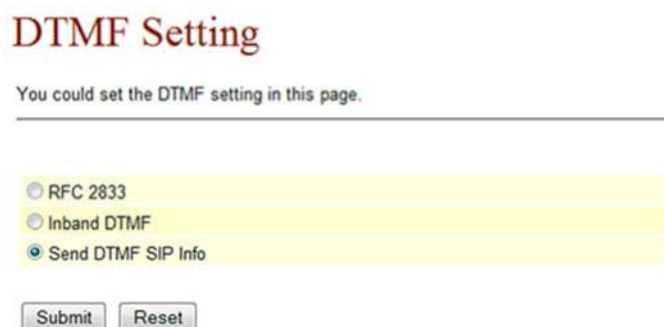 DTMF Setting
You could set the DTMF setting in this page.
RFC 2833
Inband DTMF
Send DTMF SIP Info
Submit Reset